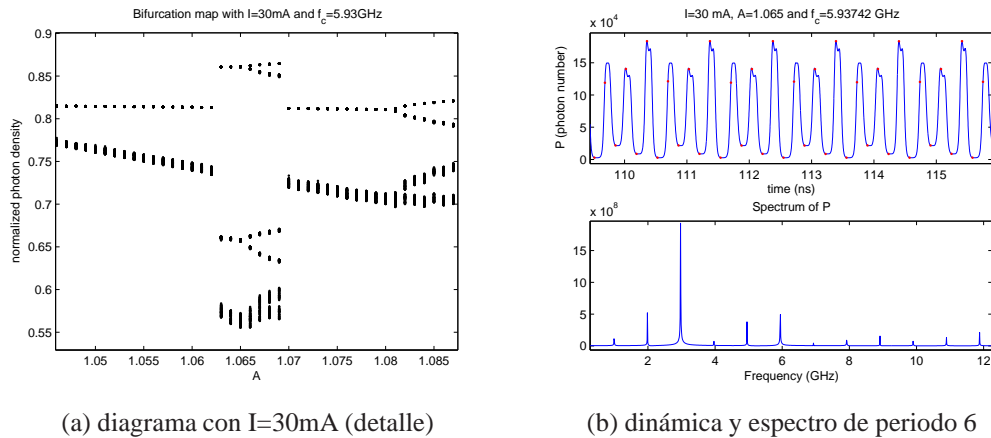 Bifurcation map with I=30mA and f_c=5.93GHz
0.9
0.85
0.8
0.75
0.7
0.65
0.6
0.55
normalized photon density
1.05 1.055 1.06 1.065 1.07 1.075 1.08 1.085
A
(a) diagrama con I=30mA (detalle)
I=30 mA, A=1.065 and f_c=5.93742 GHz
x 10^4
15
10
5
0
P (photon number)
110 111 112 113 114 115
time (ns)
Spectrum of P
x 10^8
15
10
5
0
2 4 6 8 10 12
Frequency (GHz)
(b) dinámica y espectro de periodo 6